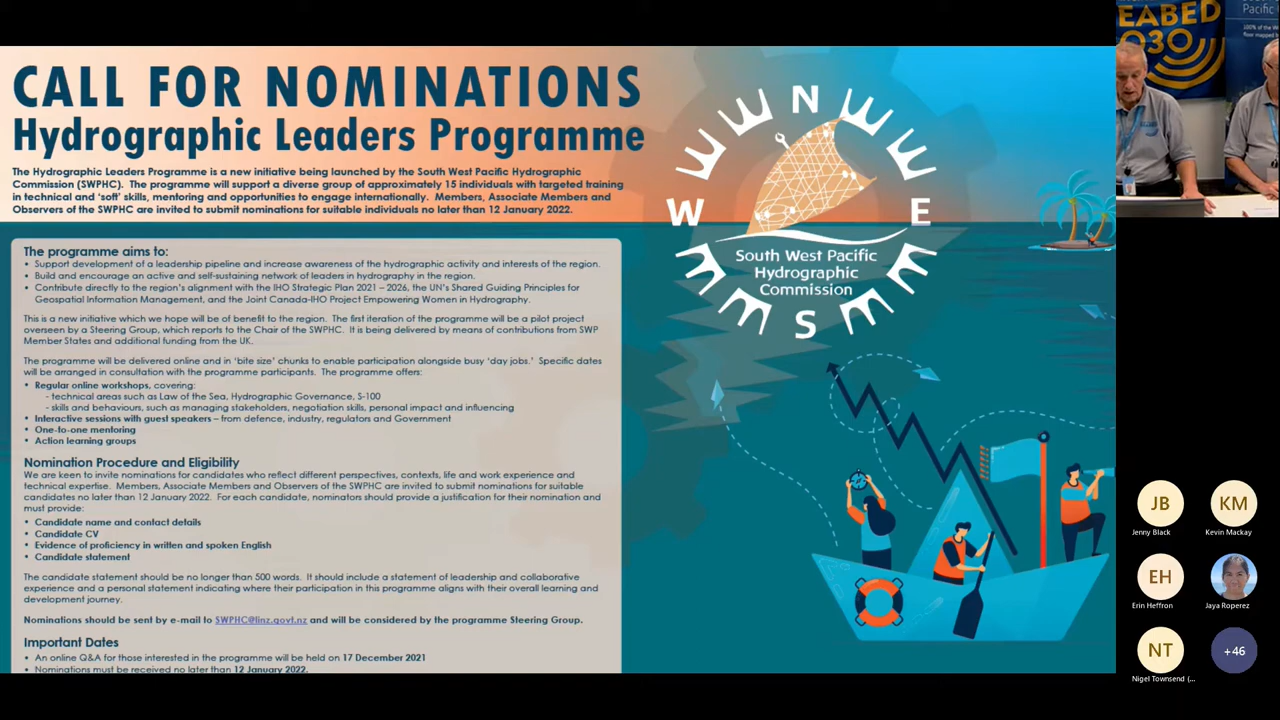 CALL FOR NOMINATIONS
Hydrographic Leaders Programme
The Hydrographic Leaders Programme is a new initiative being launched by the South West Pacific Hydrographic
Commission (SWPHC). The programme will support a diverse group of approximately 15 individuals with targeted training
in technical and 'soft' skills, mentoring and opportunities to engage internationally. Members, Associate Members and
Observers of the SWPHC are invited to submit nominations for suitable individuals no later than 12 January 2022.
The programme aims to:
• Support development of a leadership pipeline and increase awareness of the hydrographic activity and interests of the region.
• Build and encourage an active and self-sustaining network of leaders in hydrography in the region.
• Contribute directly to the region's alignment with the IHO Strategic Plan 2021 – 2026, the UN's Shared Guiding Principles for
Geospatial Information Management, and the Joint Canada-IHO Project Empowering Women in Hydrography.
This is a new initiative which we hope will be of benefit to the region. The first iteration of the programme will be a pilot project
overseen by a Steering Group, which reports to the Chair of the SWPHC. It is being delivered by means of contributions from SWP
Member States and additional funding from the UK.
The programme will be delivered online and in 'bite size' chunks to enable participation alongside busy 'day jobs.' Specific dates
will be arranged in consultation with the programme participants. The programme offers:
• Regular online workshops, covering:
- technical areas such as Law of the Sea, Hydrographic Governance, S-100
- skills and behaviours, such as managing stakeholders, negotiation skills, personal impact and influencing
• Interactive sessions with guest speakers – from defence, industry, regulators and Government
• One-to-one mentoring
• Action learning groups
Nomination Procedure and Eligibility
We are keen to invite nominations for candidates who reflect different perspectives, contexts, life and work experience and
technical expertise. Members, Associate Members and Observers of the SWPHC are invited to submit nominations for suitable
candidates no later than 12 January 2022. For each candidate, nominators should provide a justification for their nomination and
must provide:
• Candidate name and contact details
• Candidate CV
• Evidence of proficiency in written and spoken English
• Candidate statement
The candidate statement should be no longer than 500 words. It should include a statement of leadership and collaborative
experience and a personal statement indicating where their participation in this programme aligns with their overall learning and
development journey.
Nominations should be sent by e-mail to SWPHC@linz.govt.nz and will be considered by the programme Steering Group.
Important Dates
• An online Q&A for those interested in the programme will be held on 17 December 2021
• Nominations must be received no later than 12 January 2022.
N
W
E
South West Pacific
Hydrographic
Commission
S
EABED
030
Pacific
100% of the
floor mapped
JB
Jenny Black
KM
Kevin Mackay
EH
Erin Heffron
Jaya Roperez
NT
Nigel Townsend (...
+46